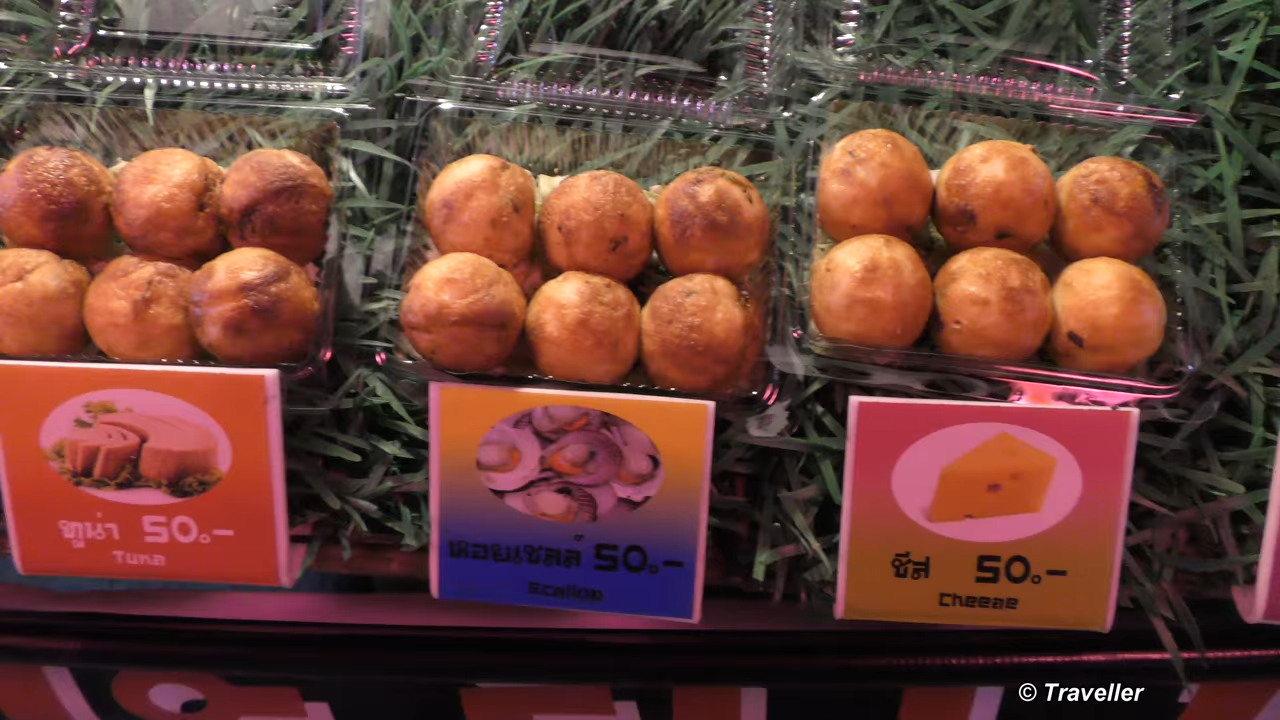 ทูน่า 50.-
Tuna
หอยเชลล์ 50.-
Scallop
ชีส 50.-
Cheese
© Traveller